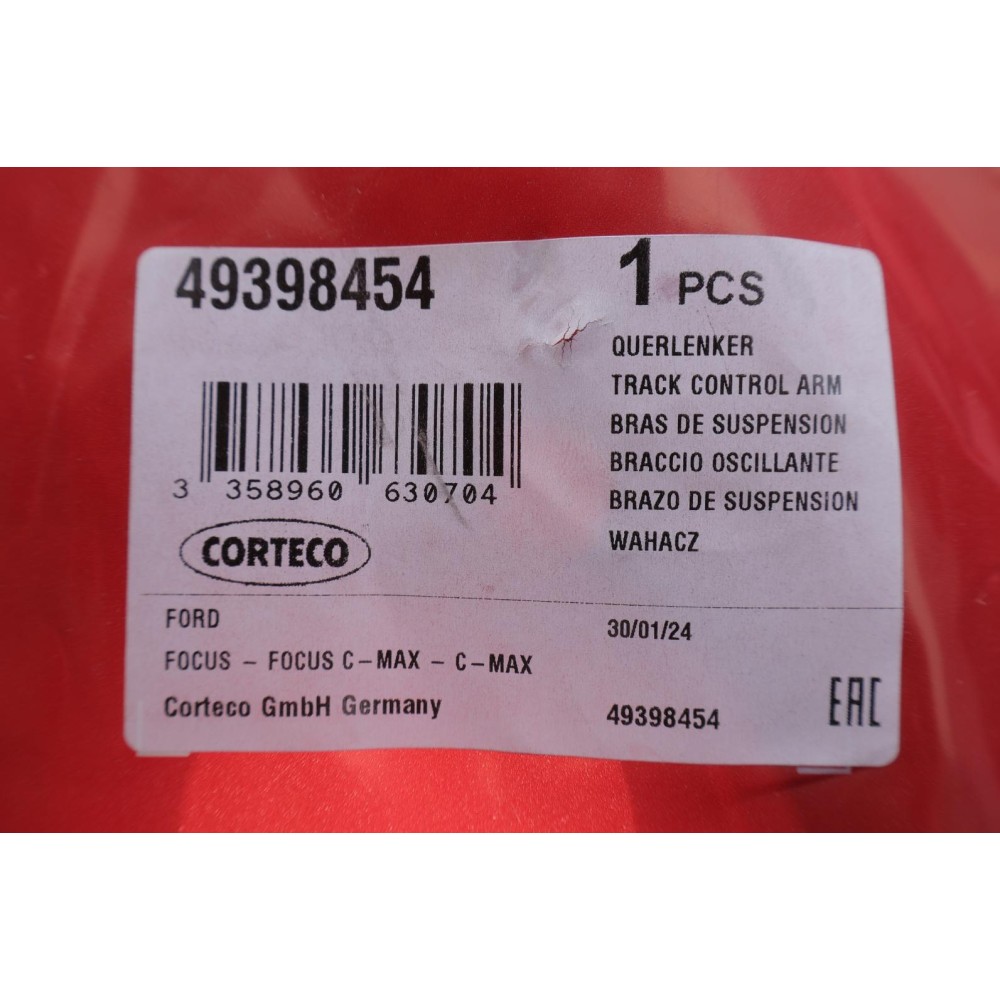 49398454
1 PCS
QUERLENKER
TRACK CONTROL ARM
BRAS DE SUSPENSION
BRACCIO OSCILLANTE
BRAZO DE SUSPENSION
WAHACZ
3 358960 630704
CORTECO
FORD
FOCUS – FOCUS C–MAX – C–MAX
Corteco GmbH Germany
30/01/24
49398454
EAC